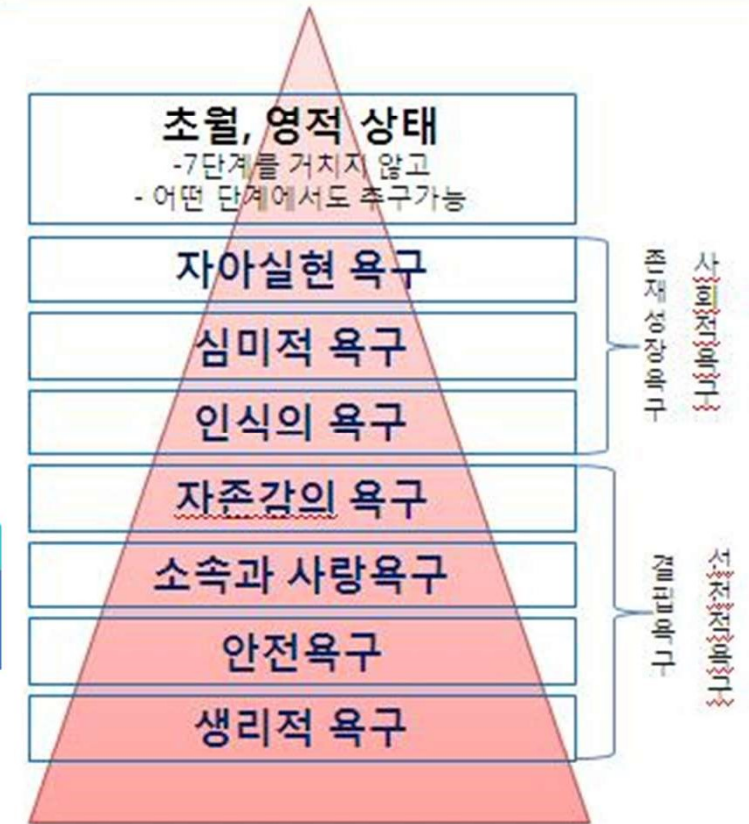 초월, 영적 상태
-7단계를 거치지 않고
- 어떤 단계에서도 추구가능
자아실현 욕구
심미적 욕구
인식의 욕구
자존감의 욕구
소속과 사랑욕구
안전욕구
생리적 욕구
존재성장욕구
사회적욕구
결핍욕구
선천적욕구